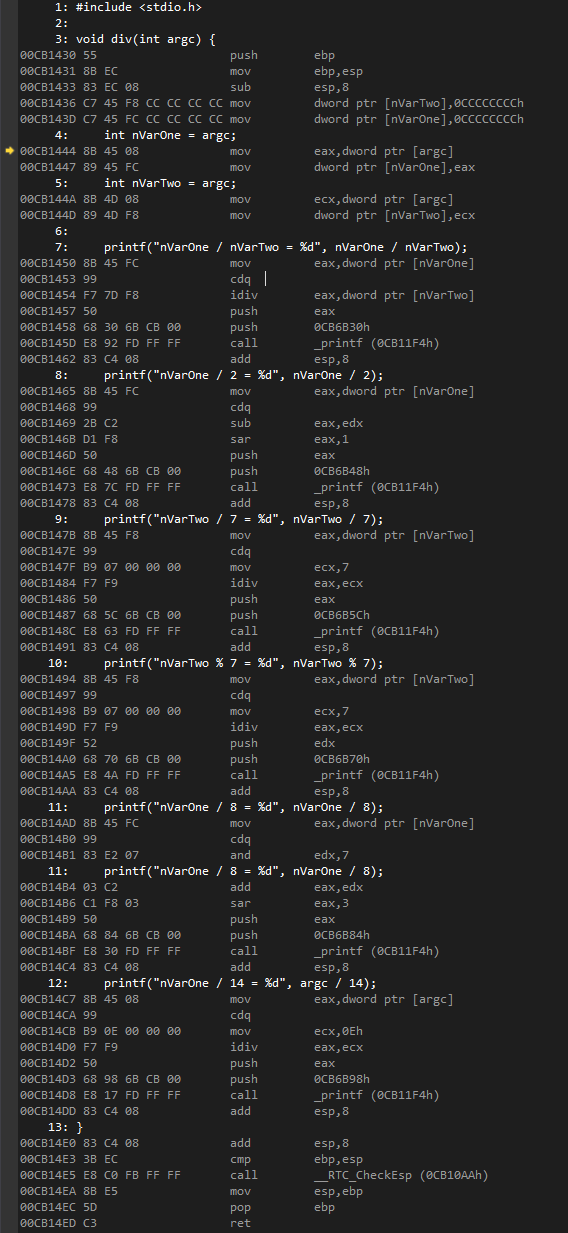 1: #include <stdio.h>
2:
3: void div(int argc) {
00CB1430 55 push ebp
00CB1431 8B EC mov ebp,esp
00CB1433 83 EC 08 sub esp,8
00CB1436 C7 45 F8 CC CC CC CC mov dword ptr [nVarTwo],0CCCCCCCCh
00CB143D C7 45 FC CC CC CC CC mov dword ptr [nVarOne],0CCCCCCCCh
4: int nVarOne = argc;
00CB1444 8B 45 08 mov eax,dword ptr [argc]
00CB1447 89 45 FC mov dword ptr [nVarOne],eax
5: int nVarTwo = argc;
00CB144A 8B 4D 08 mov ecx,dword ptr [argc]
00CB144D 89 4D F8 mov dword ptr [nVarTwo],ecx
6:
7: printf("nVarOne / nVarTwo = %d", nVarOne / nVarTwo);
00CB1450 8B 45 FC mov eax,dword ptr [nVarOne]
00CB1453 99 cdq
00CB1454 F7 7D F8 idiv eax,dword ptr [nVarTwo]
00CB1457 50 push eax
00CB1458 68 30 6B CB 00 push 0CB6B30h
00CB145D E8 92 FD FF FF call _printf (0CB11F4h)
00CB1462 83 C4 08 add esp,8
8: printf("nVarOne / 2 = %d", nVarOne / 2);
00CB1465 8B 45 FC mov eax,dword ptr [nVarOne]
00CB1468 99 cdq
00CB1469 2B C2 sub eax,edx
00CB146B D1 F8 sar eax,1
00CB146D 50 push eax
00CB146E 68 48 6B CB 00 push 0CB6B48h
00CB1473 E8 7C FD FF FF call _printf (0CB11F4h)
00CB1478 83 C4 08 add esp,8
9: printf("nVarTwo / 7 = %d", nVarTwo / 7);
00CB147B 8B 45 F8 mov eax,dword ptr [nVarTwo]
00CB147E 99 cdq
00CB147F B9 07 00 00 00 mov ecx,7
00CB1484 F7 F9 idiv eax,ecx
00CB1486 50 push eax
00CB1487 68 5C 6B CB 00 push 0CB6B5Ch
00CB148C E8 63 FD FF FF call _printf (0CB11F4h)
00CB1491 83 C4 08 add esp,8
10: printf("nVarTwo % 7 = %d", nVarTwo % 7);
00CB1494 8B 45 F8 mov eax,dword ptr [nVarTwo]
00CB1497 99 cdq
00CB1498 B9 07 00 00 00 mov ecx,7
00CB149D F7 F9 idiv eax,ecx
00CB149F 52 push edx
00CB14A0 68 70 6B CB 00 push 0CB6B70h
00CB14A5 E8 4A FD FF FF call _printf (0CB11F4h)
00CB14AA 83 C4 08 add esp,8
11: printf("nVarOne / 8 = %d", nVarOne / 8);
00CB14AD 8B 45 FC mov eax,dword ptr [nVarOne]
00CB14B0 99 cdq
00CB14B1 83 E2 07 and edx,7
11: printf("nVarOne / 8 = %d", nVarOne / 8);
00CB14B4 03 C2 add eax,edx
00CB14B6 C1 F8 03 sar eax,3
00CB14B9 50 push eax
00CB14BA 68 84 6B CB 00 push 0CB6B84h
00CB14BF E8 30 FD FF FF call _printf (0CB11F4h)
00CB14C4 83 C4 08 add esp,8
12: printf("nVarOne / 14 = %d", argc / 14);
00CB14C7 8B 45 08 mov eax,dword ptr [argc]
00CB14CA 99 cdq
00CB14CB B9 0E 00 00 00 mov ecx,0Eh
00CB14D0 F7 F9 idiv eax,ecx
00CB14D2 50 push eax
00CB14D3 68 98 6B CB 00 push 0CB6B98h
00CB14D8 E8 17 FD FF FF call _printf (0CB11F4h)
00CB14DD 83 C4 08 add esp,8
13: }
00CB14E0 83 C4 08 add esp,8
00CB14E3 3B EC cmp ebp,esp
00CB14E5 E8 C0 FB FF FF call __RTC_CheckEsp (0CB10AAh)
00CB14EA 8B E5 mov esp,ebp
00CB14EC 5D pop ebp
00CB14ED C3 ret